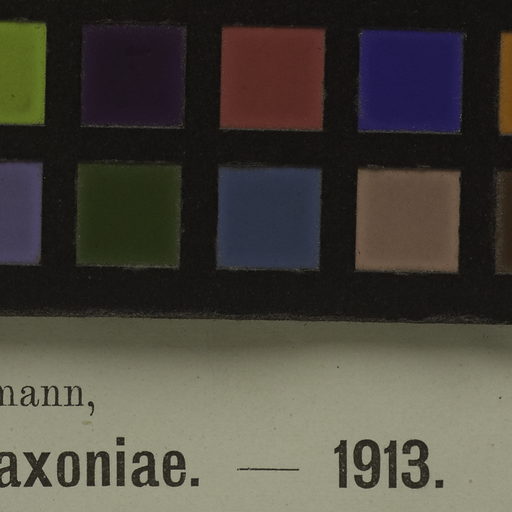 mann,
axoniae. — 1913.